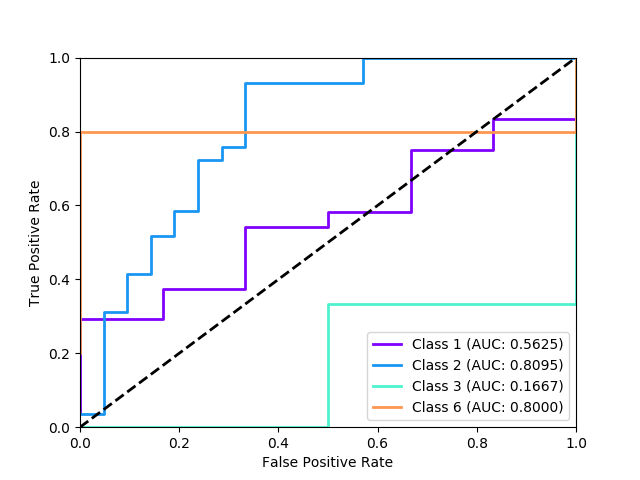 1.0
0.8
0.6
0.4
0.2
0.0
True Positive Rate
Class 1 (AUC: 0.5625)
Class 2 (AUC: 0.8095)
Class 3 (AUC: 0.1667)
Class 6 (AUC: 0.8000)
0.0 0.2 0.4 0.6 0.8 1.0
False Positive Rate